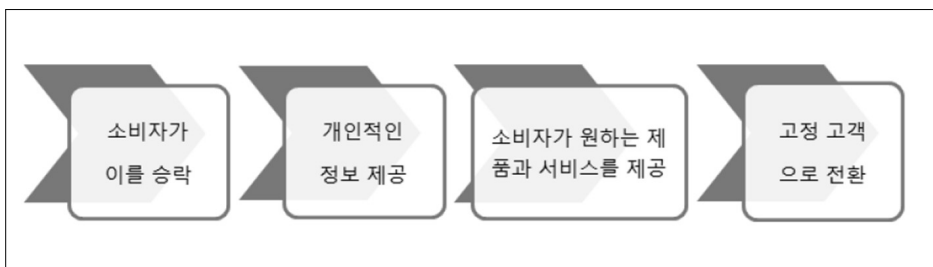 소비자가
이를 승락
개인적인
정보 제공
소비자가 원하는 제
품과 서비스를 제공
고정 고객
으로 전환